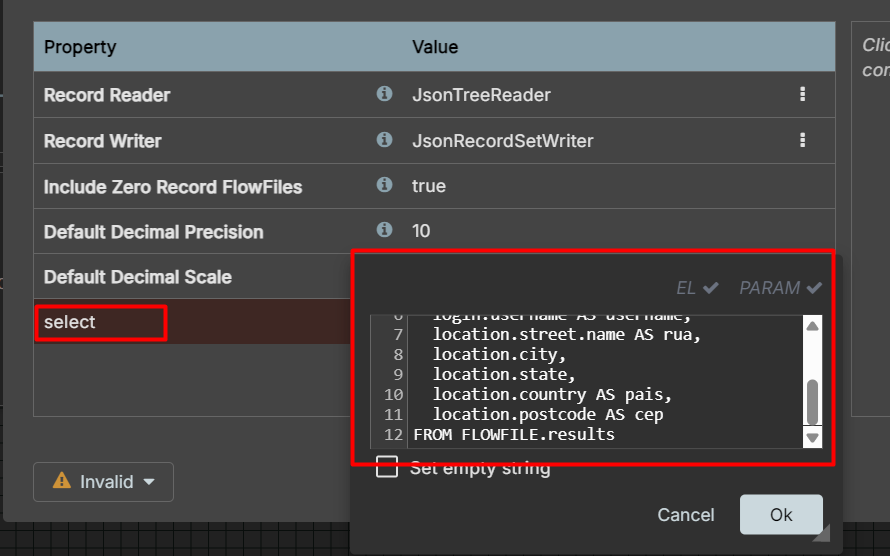 Property Value
Record Reader JsonTreeReader
Record Writer JsonRecordSetWriter
Include Zero Record FlowFiles true
Default Decimal Precision 10
Default Decimal Scale
select
EL PARAM
6 login.username AS username,
7 location.street.name AS rua,
8 location.city,
9 location.state,
10 location.country AS pais,
11 location.postcode AS cep
12 FROM FLOWFILE.results
Set empty string
Invalid
Cancel Ok